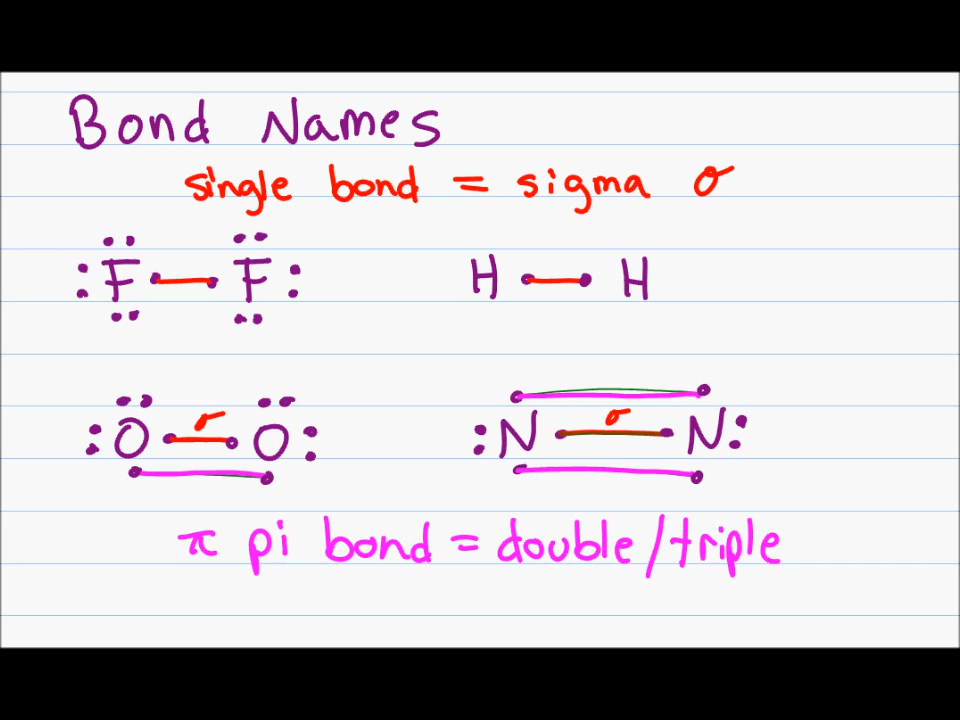 Bond Names
single bond = sigma σ
F F H H
σ σ
O O N N
π pi bond = double/triple